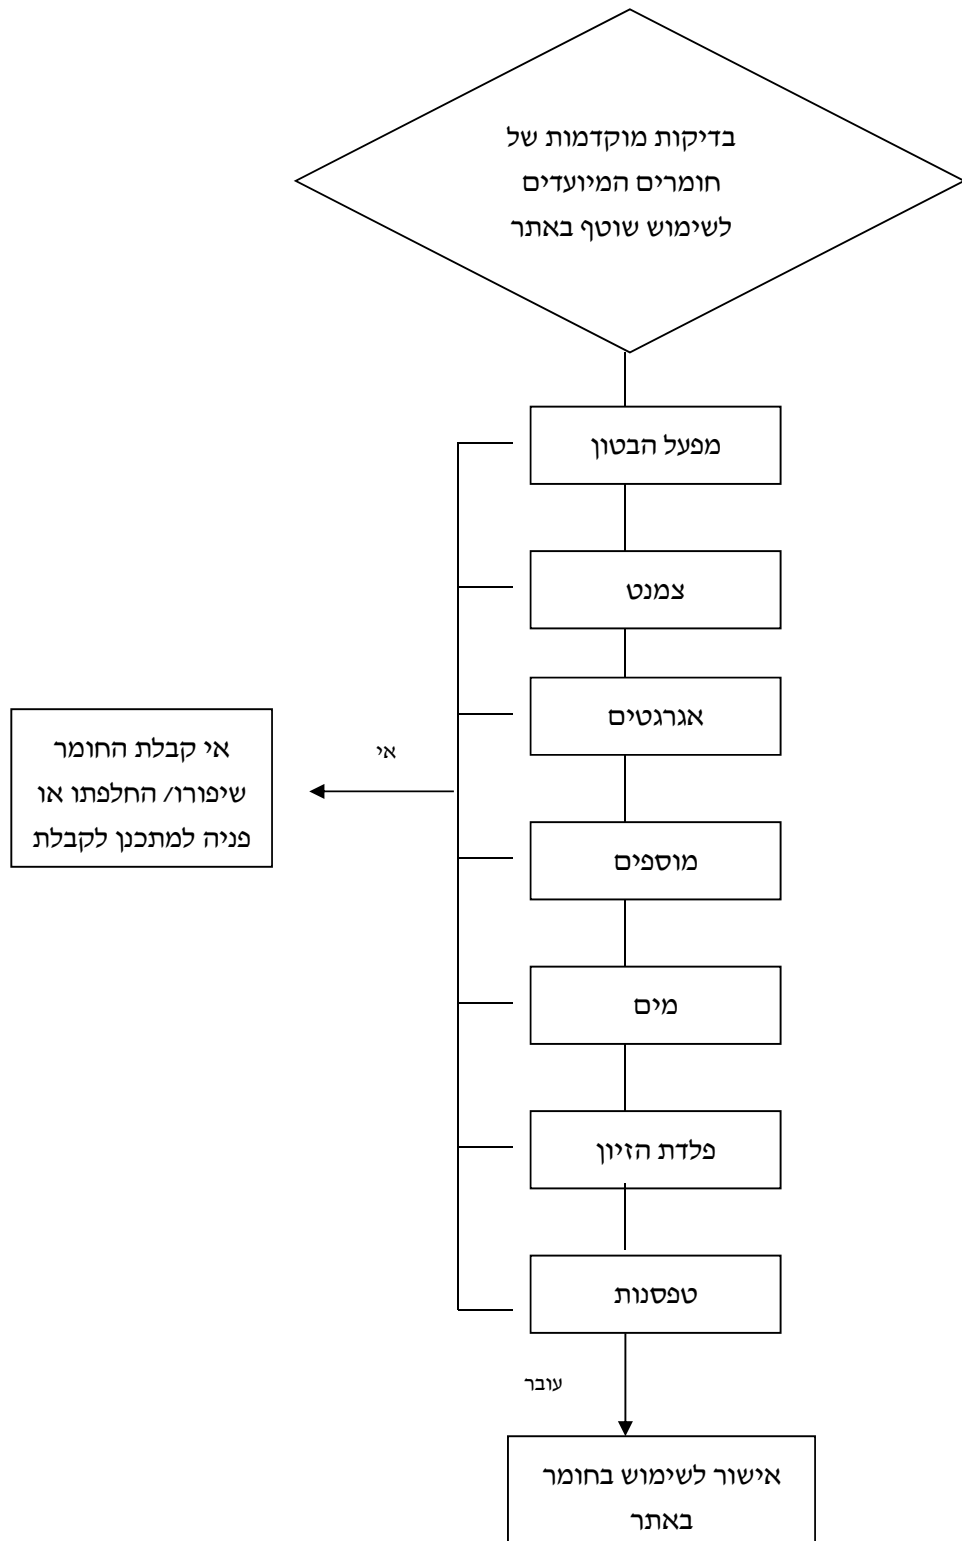 בדיקות מוקדמות של
חומרים המיועדים
לשימוש שוטף באתר
מפעל הבטון
צמנט
אגרגטים
אי
אי קבלת החומר
שיפורו/ החלפתו או
פניה למתכנן לקבלת
מוספים
מים
פלדת הזיון
טפסנות
עובר
אישור לשימוש בחומר
באתר